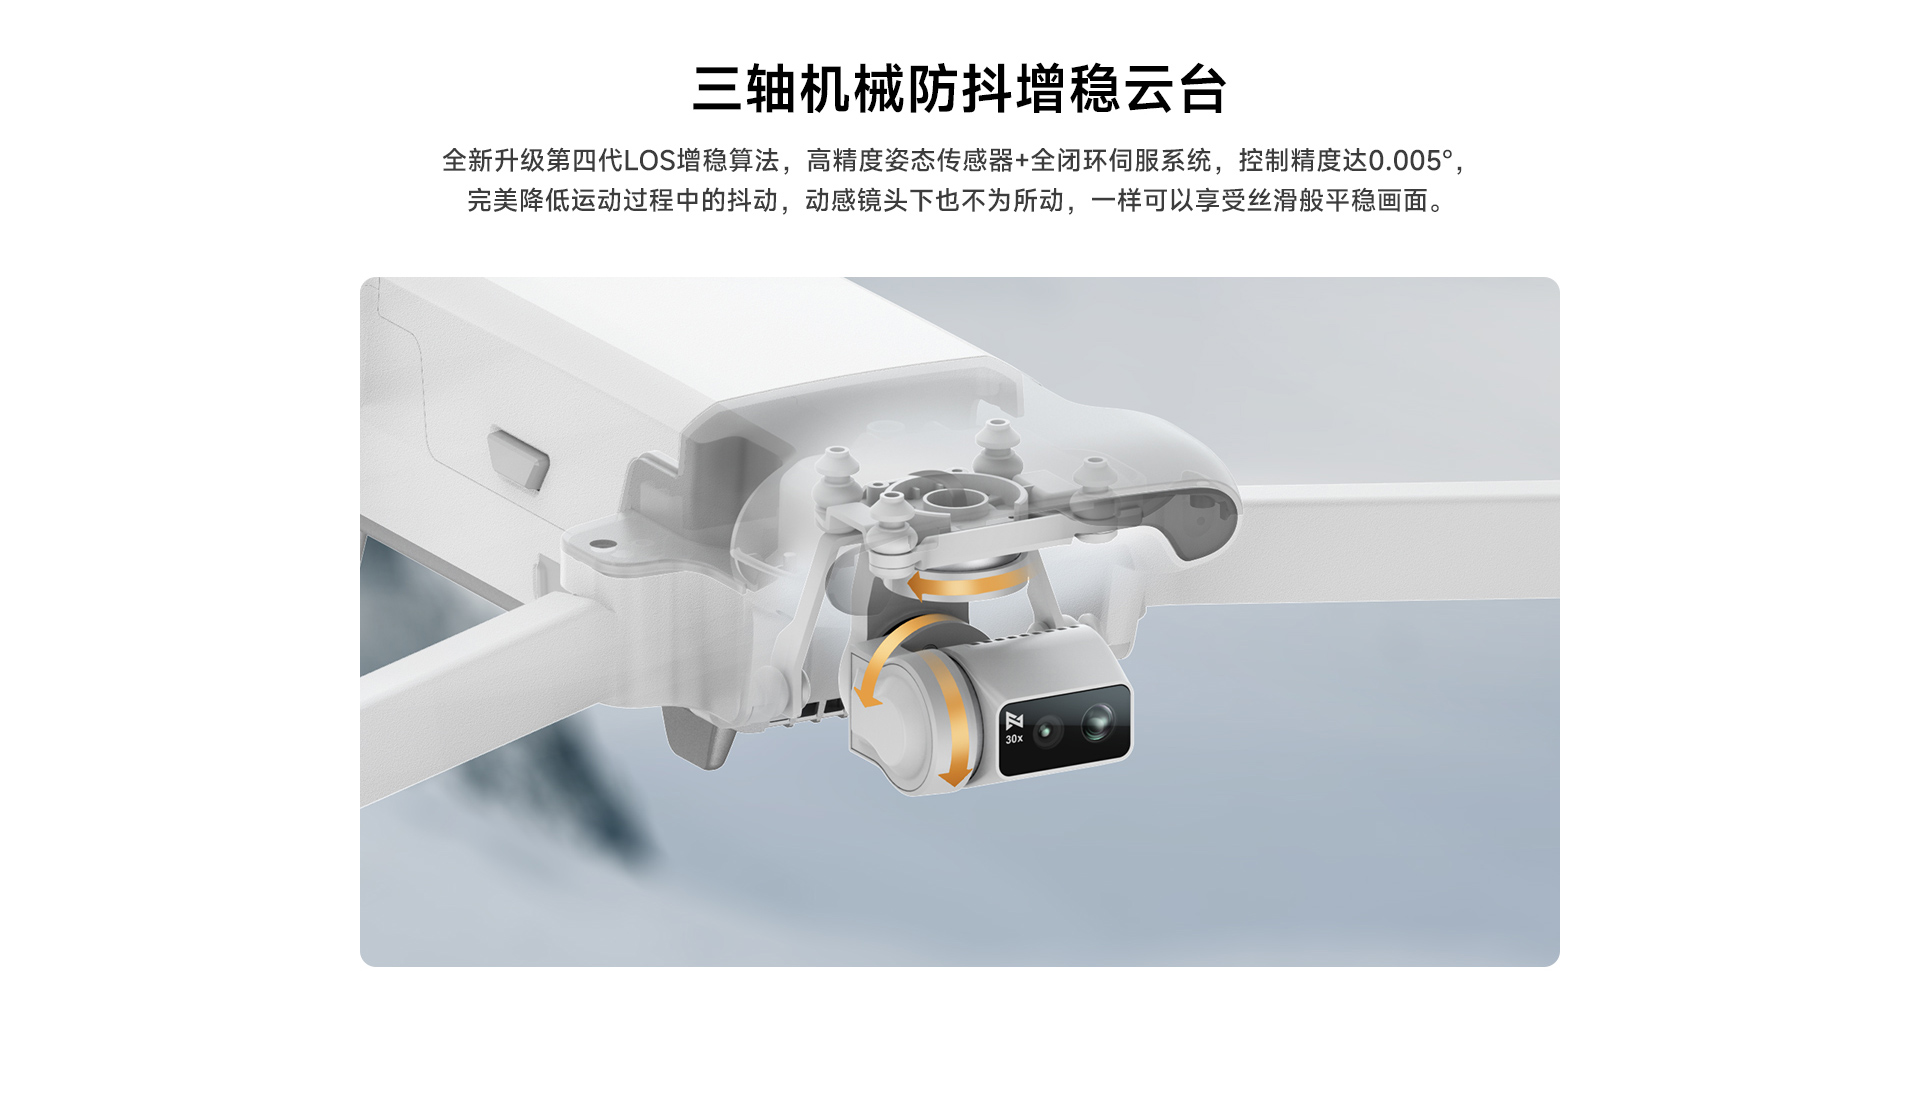 三轴机械防抖增稳云台
全新升级第四代LOS增稳算法，高精度姿态传感器+全闭环伺服系统，控制精度达0.005°，
完美降低运动过程中的抖动，动感镜头下也不为所动，一样可以享受丝滑般平稳画面。
30x